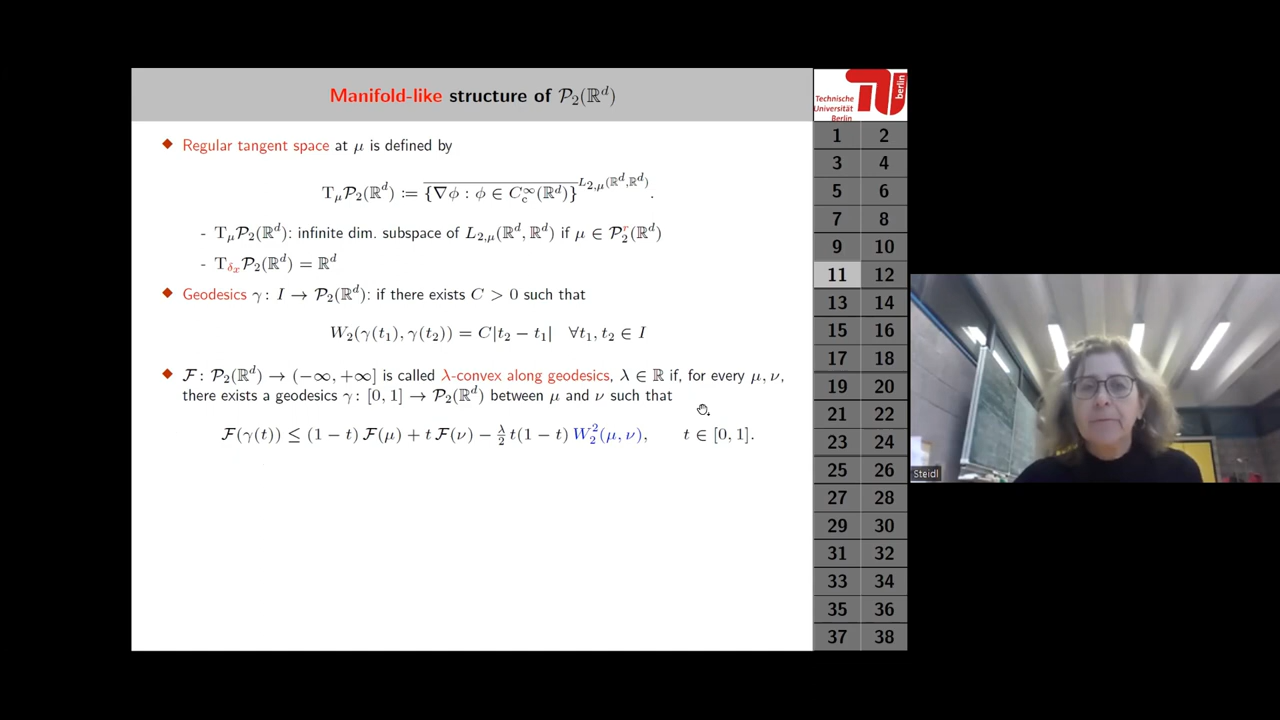 Manifold-like structure of 𝒫₂(ℝᵈ)
Technische
Universität
Berlin
berlin
◆ Regular tangent space at μ is defined by
T_μ𝒫₂(ℝᵈ) := \overline{{∇ϕ : ϕ ∈ C_c^∞(ℝᵈ)}}^{L_{2,μ}(ℝᵈ,ℝᵈ)}.
- T_μ𝒫₂(ℝᵈ): infinite dim. subspace of L_{2,μ}(ℝᵈ, ℝᵈ) if μ ∈ 𝒫₂ʳ(ℝᵈ)
- T_{δ_x}𝒫₂(ℝᵈ) = ℝᵈ
◆ Geodesics γ: I → 𝒫₂(ℝᵈ): if there exists C > 0 such that
W₂(γ(t₁), γ(t₂)) = C|t₂ − t₁| ∀t₁, t₂ ∈ I
◆ ℱ: 𝒫₂(ℝᵈ) → (−∞, +∞] is called λ-convex along geodesics, λ ∈ ℝ if, for every μ, ν,
there exists a geodesics γ: [0, 1] → 𝒫₂(ℝᵈ) between μ and ν such that
ℱ(γ(t)) ≤ (1 − t) ℱ(μ) + t ℱ(ν) − \frac{λ}{2} t(1 − t) W₂²(μ, ν), t ∈ [0, 1].
1 2
3 4
5 6
7 8
9 10
11 12
13 14
15 16
17 18
19 20
21 22
23 24
25 26
27 28
29 30
31 32
33 34
35 36
37 38
Steidl